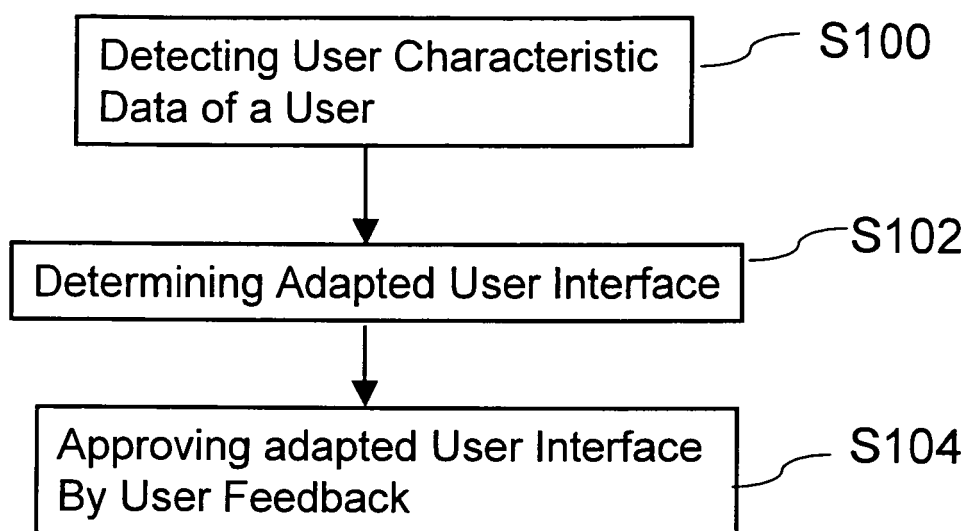 Detecting User Characteristic
Data of a User
S100
Determining Adapted User Interface
S102
Approving adapted User Interface
By User Feedback
S104